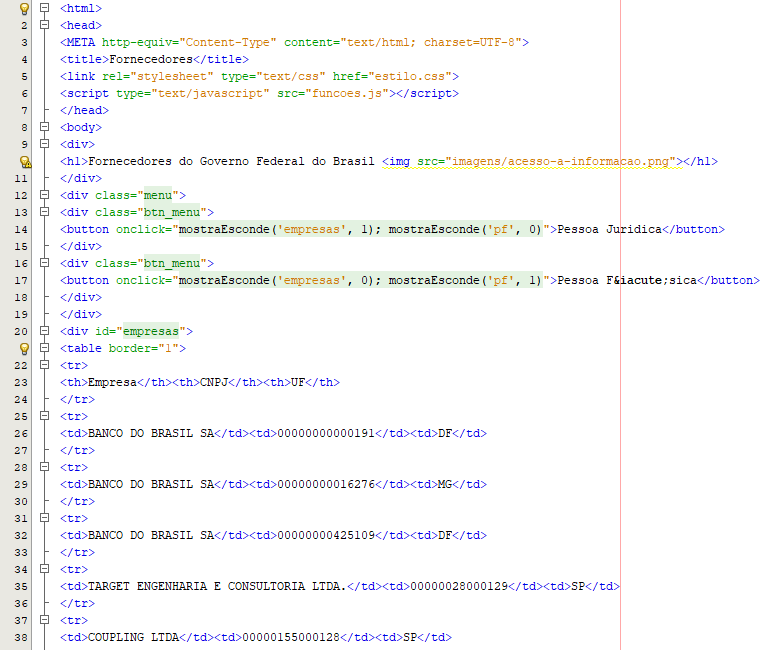 <html>
2 <head>
3 <META http-equiv="Content-Type" content="text/html; charset=UTF-8">
4 <title>Fornecedores</title>
5 <link rel="stylesheet" type="text/css" href="estilo.css">
6 <script type="text/javascript" src="funcoes.js"></script>
7 </head>
8 <body>
9 <div>
<h1>Fornecedores do Governo Federal do Brasil <img src="imagens/acesso-a-informacao.png"></h1>
11 </div>
12 <div class="menu">
13 <div class="btn_menu">
14 <button onclick="mostraEsconde('empresas', 1); mostraEsconde('pf', 0)">Pessoa Juridica</button>
15 </div>
16 <div class="btn_menu">
17 <button onclick="mostraEsconde('empresas', 0); mostraEsconde('pf', 1)">Pessoa F&iacute;sica</button>
18 </div>
19 </div>
20 <div id="empresas">
<table border="1">
22 <tr>
23 <th>Empresa</th><th>CNPJ</th><th>UF</th>
24 </tr>
25 <tr>
26 <td>BANCO DO BRASIL SA</td><td>00000000000191</td><td>DF</td>
27 </tr>
28 <tr>
29 <td>BANCO DO BRASIL SA</td><td>00000000016276</td><td>MG</td>
30 </tr>
31 <tr>
32 <td>BANCO DO BRASIL SA</td><td>00000000425109</td><td>DF</td>
33 </tr>
34 <tr>
35 <td>TARGET ENGENHARIA E CONSULTORIA LTDA.</td><td>00000028000129</td><td>SP</td>
36 </tr>
37 <tr>
38 <td>COUPLING LTDA</td><td>00000155000128</td><td>SP</td>